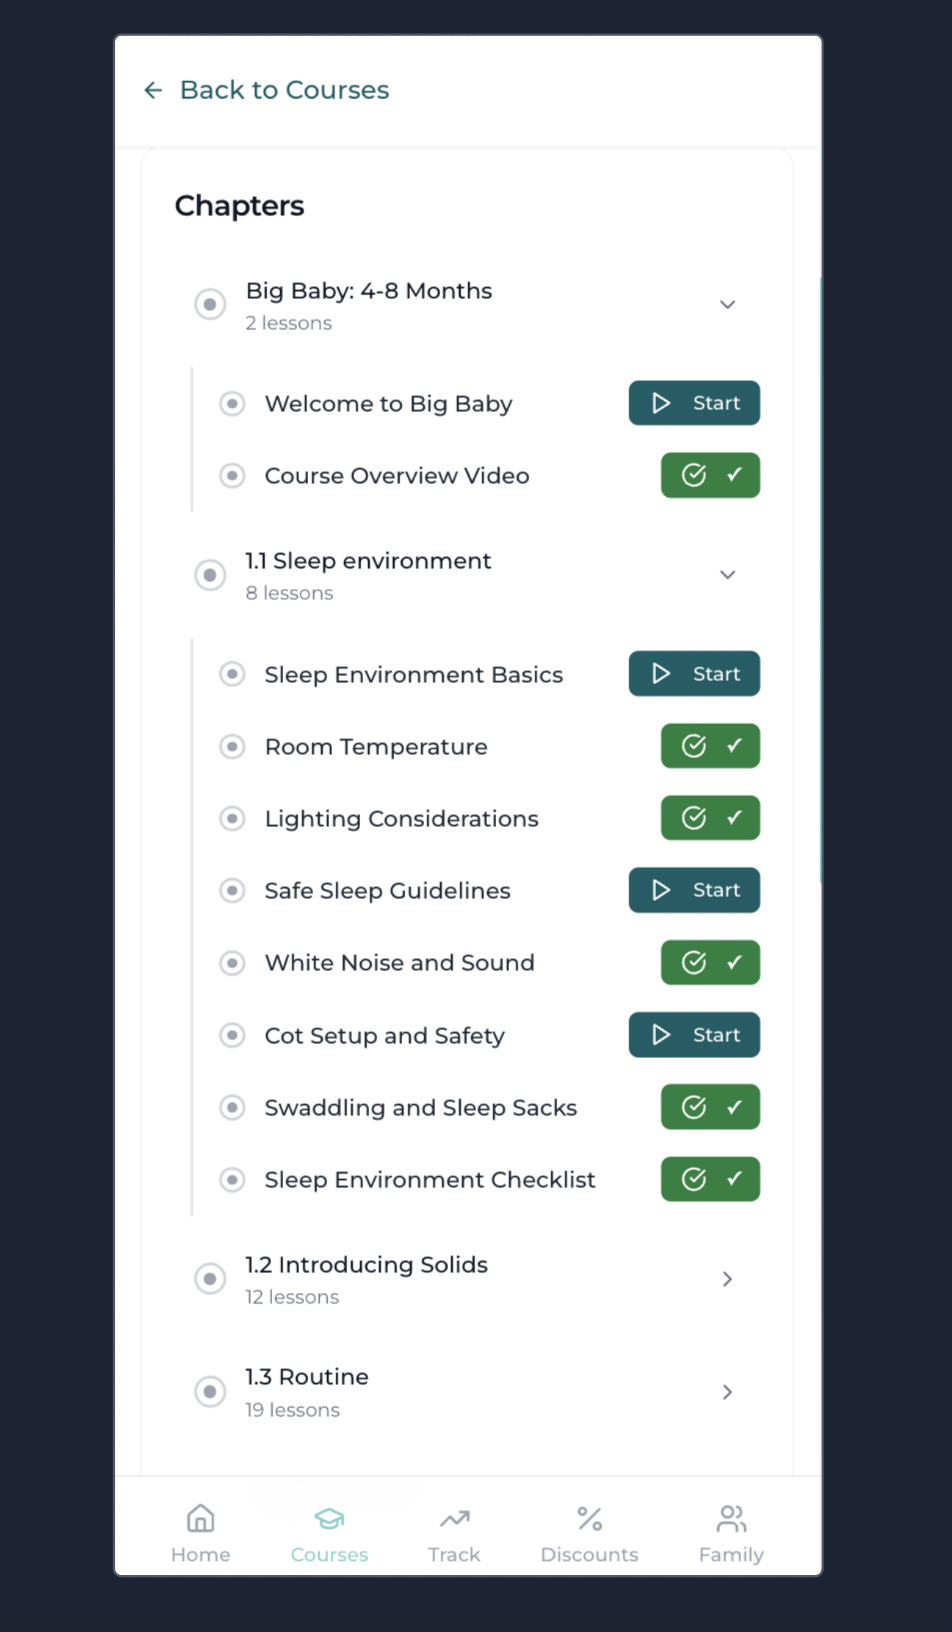 Back to Courses
Chapters
Big Baby: 4-8 Months
2 lessons
Welcome to Big Baby
Start
Course Overview Video
✓
1.1 Sleep environment
8 lessons
Sleep Environment Basics
Start
Room Temperature
✓
Lighting Considerations
✓
Safe Sleep Guidelines
Start
White Noise and Sound
✓
Cot Setup and Safety
Start
Swaddling and Sleep Sacks
✓
Sleep Environment Checklist
✓
1.2 Introducing Solids
12 lessons
1.3 Routine
19 lessons
Home
Courses
Track
Discounts
Family